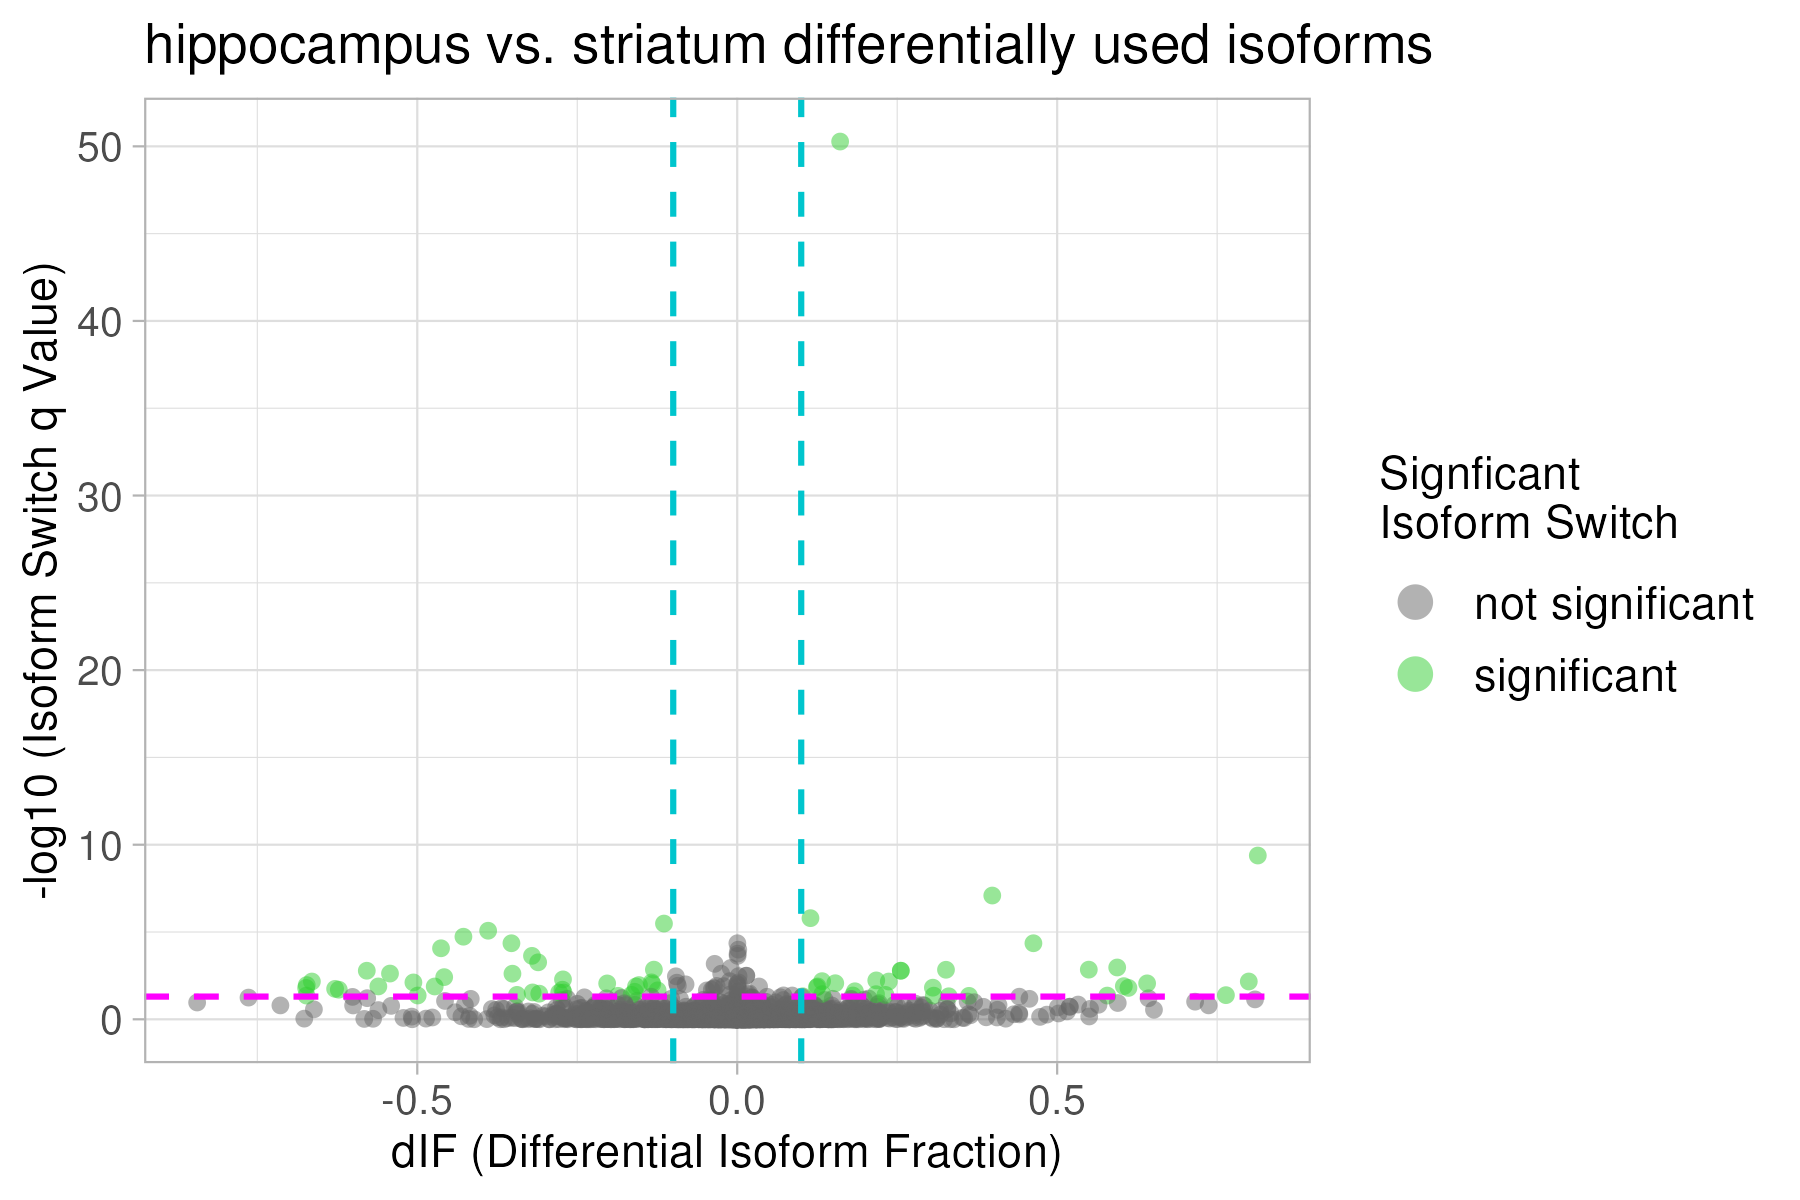 hippocampus vs. striatum differentially used isoforms
-log10 (Isoform Switch q Value)
50
40
30
20
10
0
-0.5
0.0
0.5
dIF (Differential Isoform Fraction)
Signficant
Isoform Switch
not significant
significant